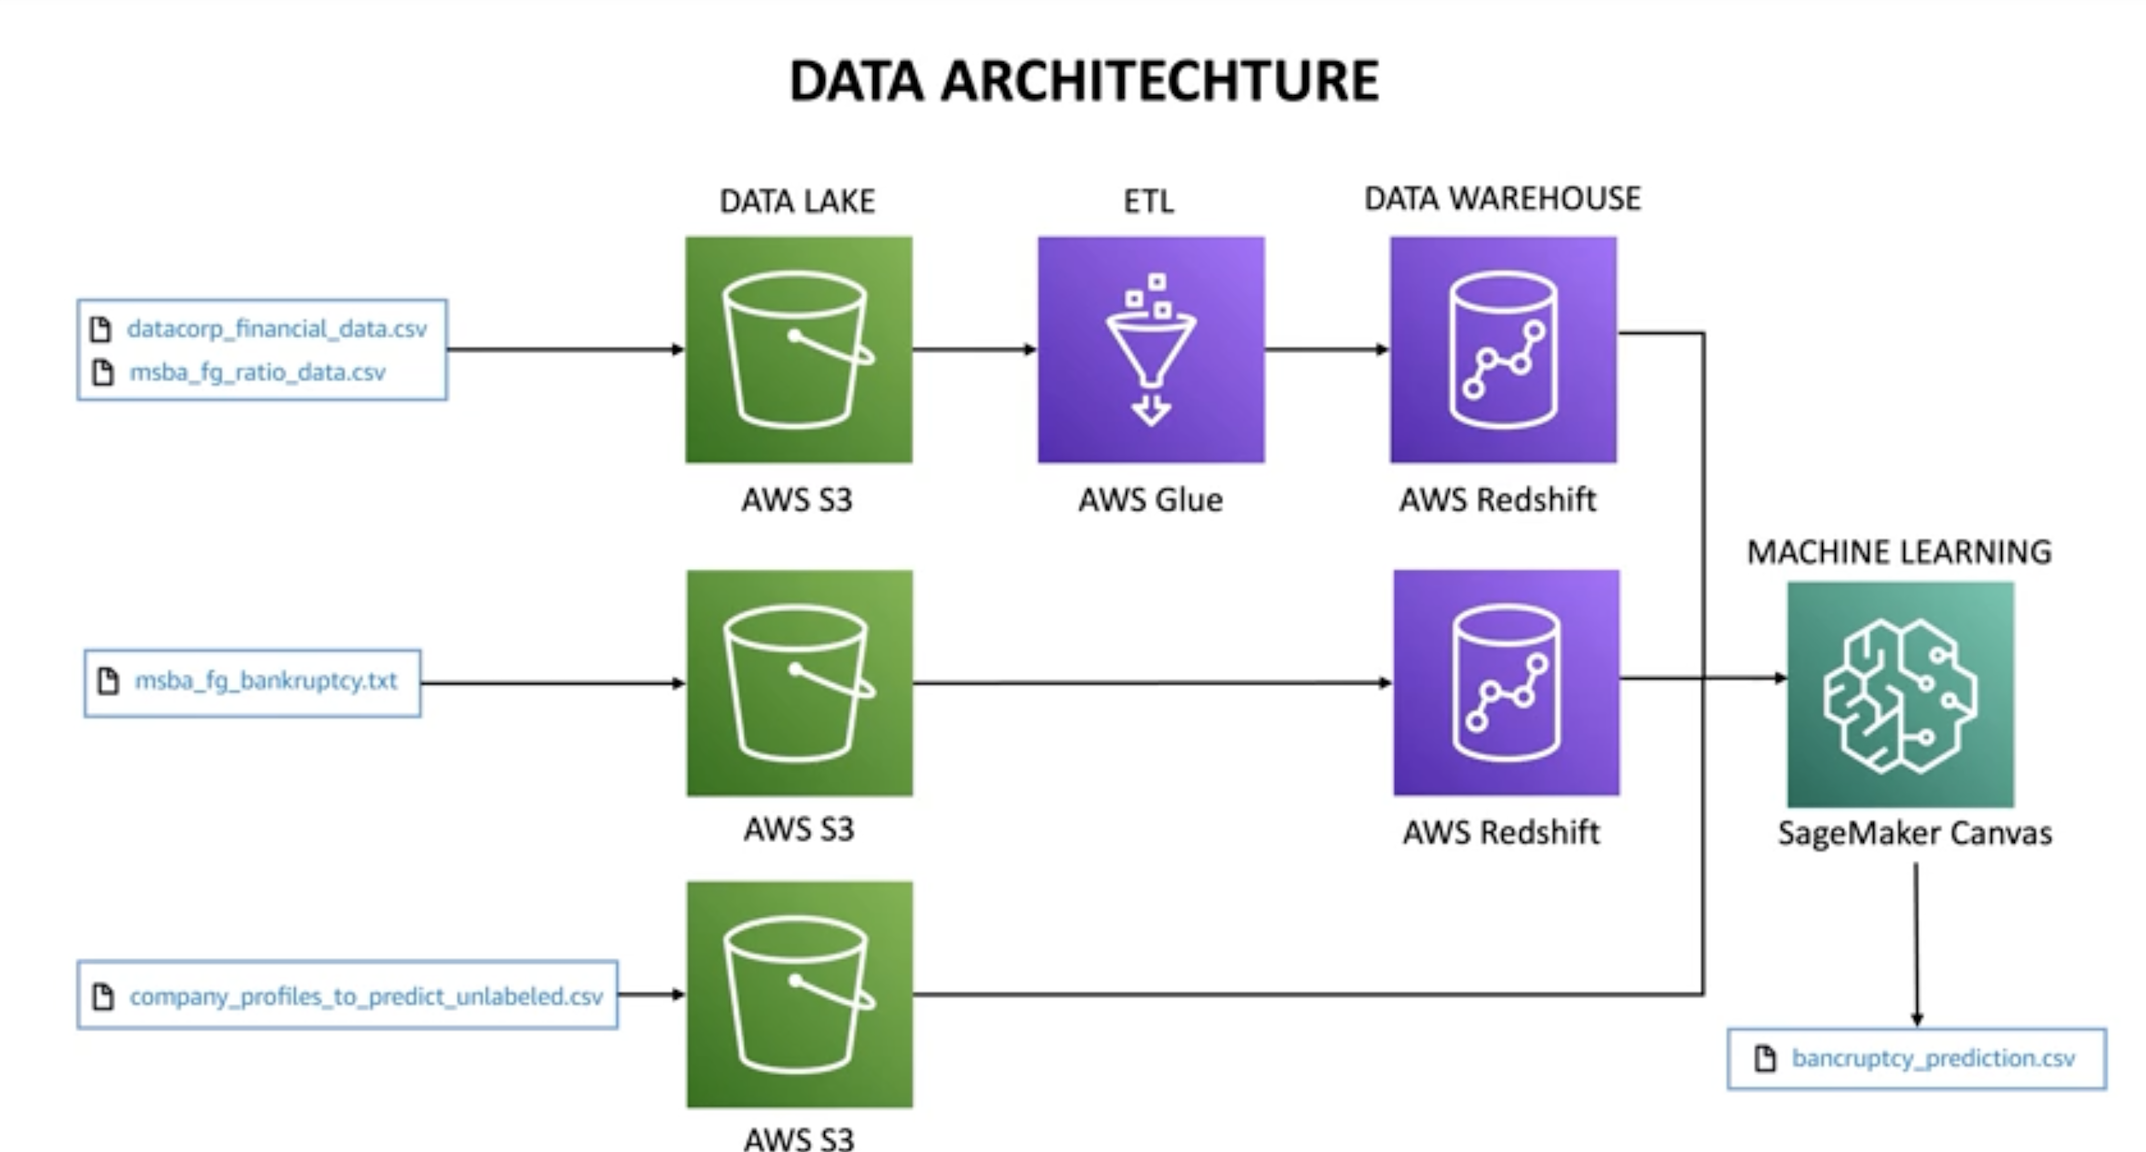 DATA ARCHITECHTURE
DATA LAKE
ETL
DATA WAREHOUSE
datacorp_financial_data.csv
msba_fg_ratio_data.csv
AWS S3
AWS Glue
AWS Redshift
MACHINE LEARNING
msba_fg_bankruptcy.txt
AWS S3
AWS Redshift
SageMaker Canvas
company_profiles_to_predict_unlabeled.csv
bancruptcy_prediction.csv
AWS S3